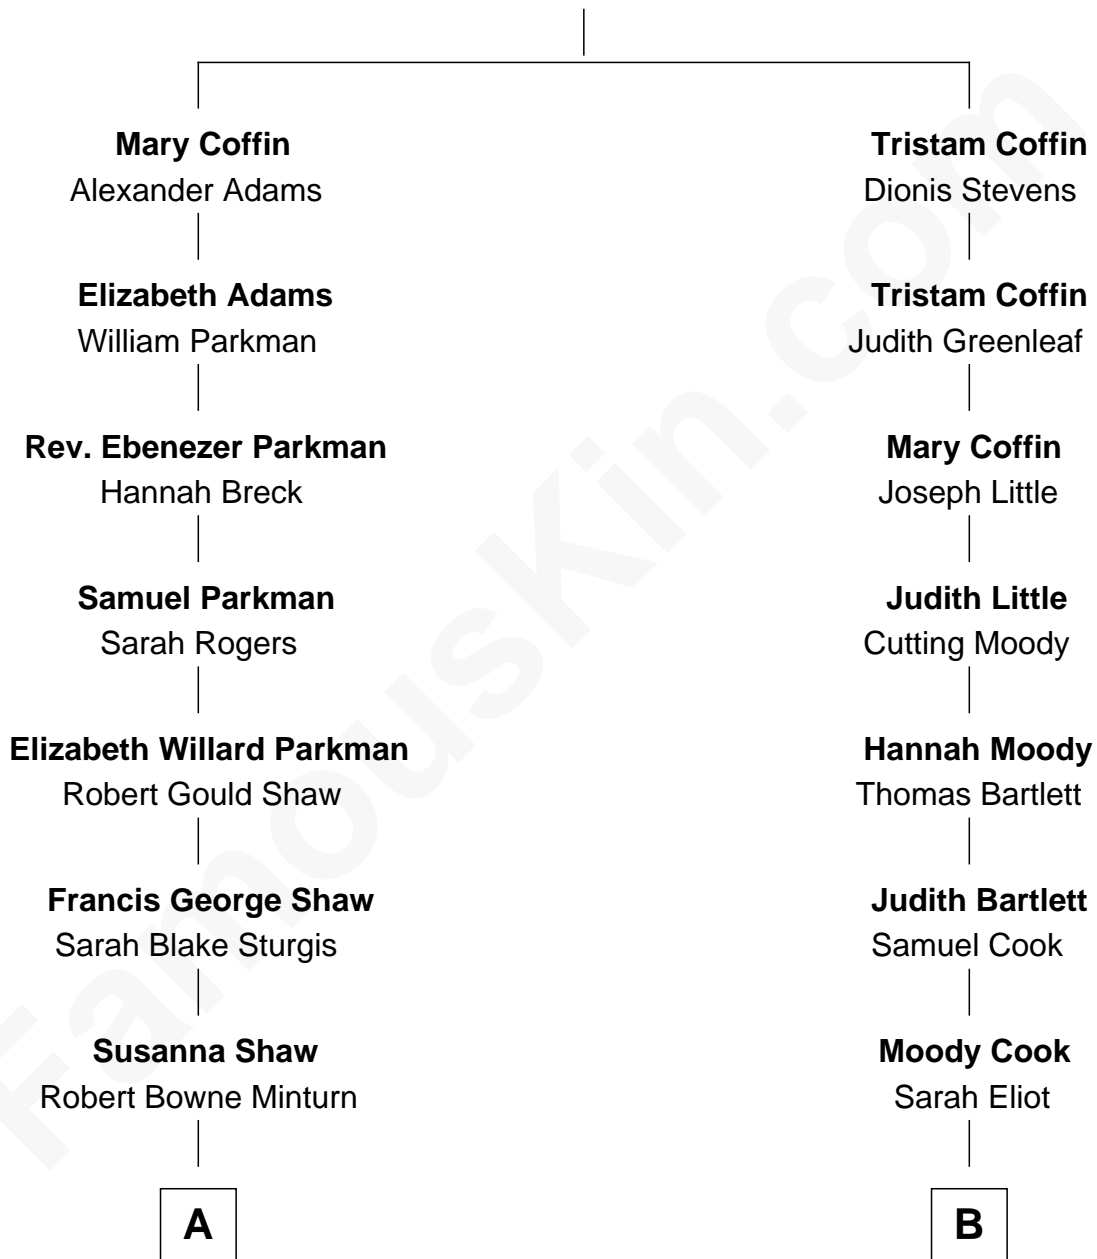 Mary Coffin
Alexander Adams
Elizabeth Adams
William Parkman
Rev. Ebenezer Parkman
Hannah Breck
Samuel Parkman
Sarah Rogers
Elizabeth Willard Parkman
Robert Gould Shaw
Francis George Shaw
Sarah Blake Sturgis
Susanna Shaw
Robert Bowne Minturn
A
Tristam Coffin
Dionis Stevens
Tristam Coffin
Judith Greenleaf
Mary Coffin
Joseph Little
Judith Little
Cutting Moody
Hannah Moody
Thomas Bartlett
Judith Bartlett
Samuel Cook
Moody Cook
Sarah Eliot
B
FamousKin.com